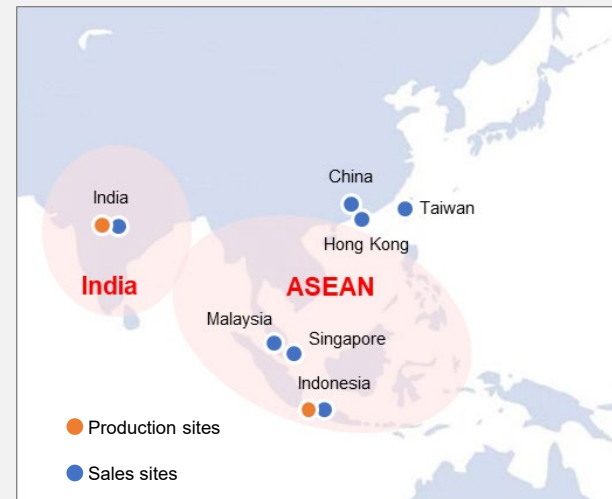 China
India
Taiwan
Hong Kong
India
ASEAN
Malaysia
Singapore
Indonesia
Production sites
Sales sites